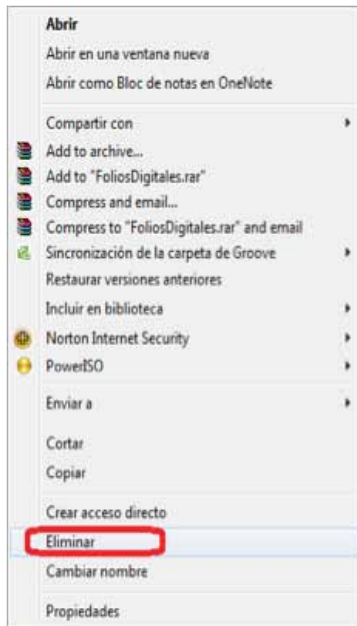 Abrir
Abrir en una ventana nueva
Abrir como Bloc de notas en OneNote
Compartir con
Add to archive...
Add to "FoliosDigitales.rar"
Compress and email...
Compress to "FoliosDigitales.rar" and email
Sincronización de la carpeta de Groove
Restaurar versiones anteriores
Incluir en biblioteca
Norton Internet Security
PowerISO
Enviar a
Cortar
Copiar
Crear acceso directo
Eliminar
Cambiar nombre
Propiedades